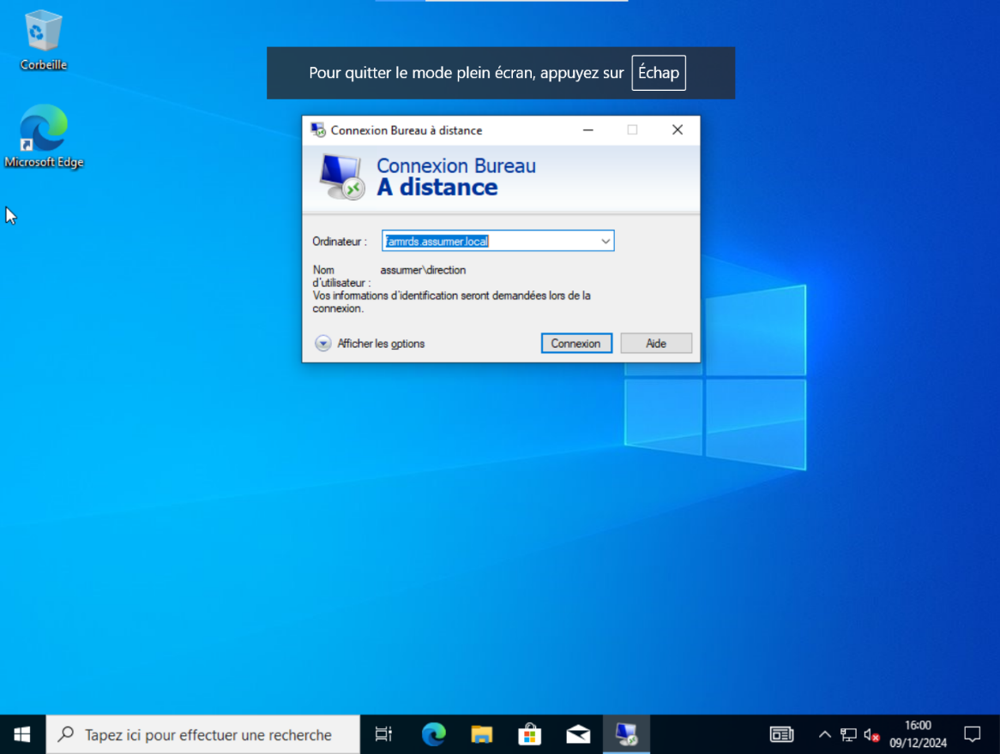 Corbeille
Microsoft Edge
Pour quitter le mode plein écran, appuyez sur Échap
Connexion Bureau à distance
Connexion Bureau
A distance
Ordinateur :
farmrds.assurmer.local
Nom
d'utilisateur :
assurmer\direction
Vos informations d'identification seront demandées lors de la
connexion.
Afficher les options
Connexion
Aide
Tapez ici pour effectuer une recherche
16:00
09/12/2024